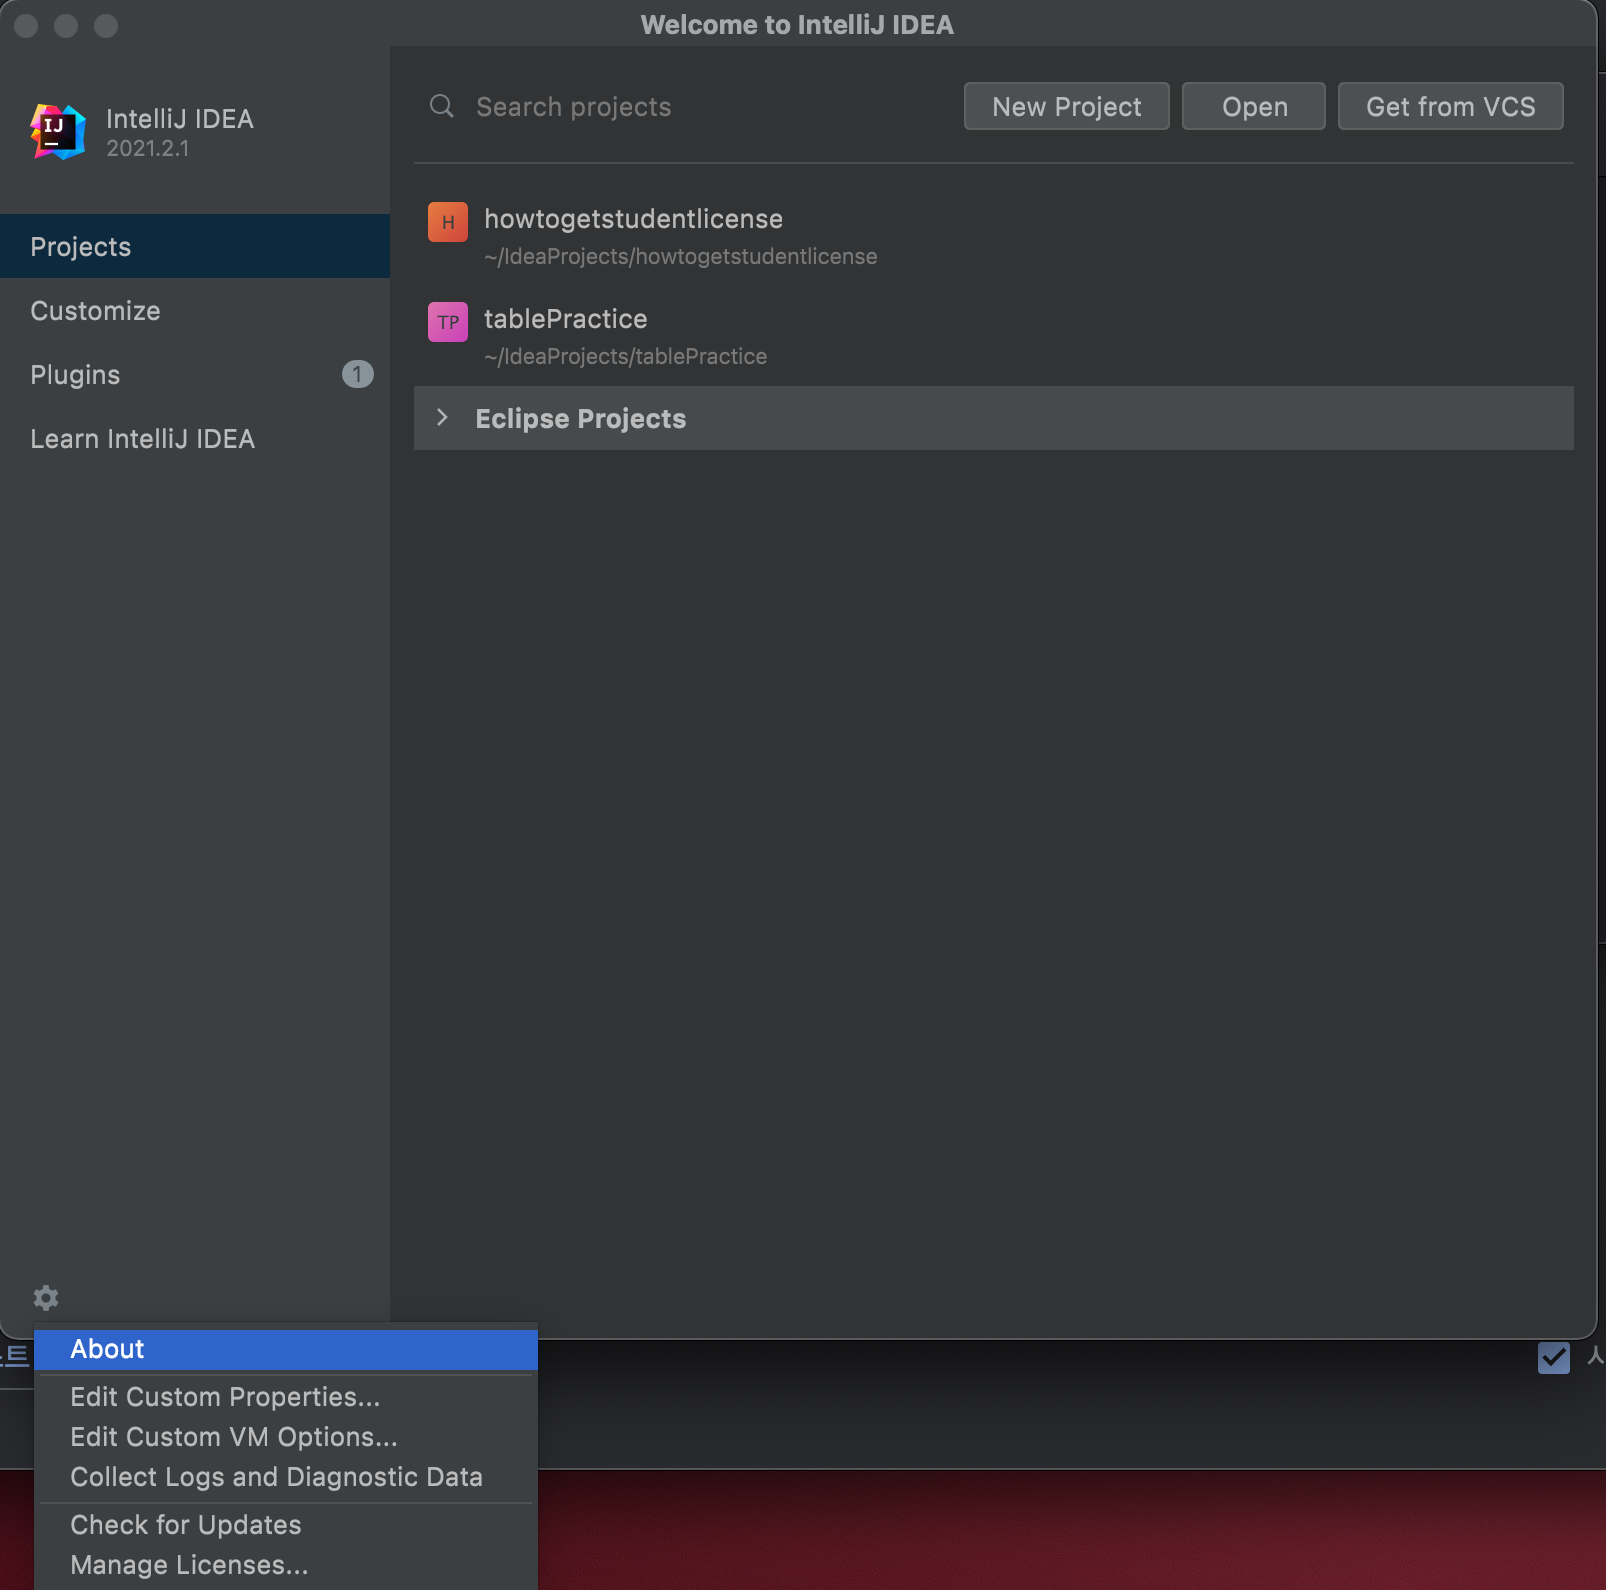 Welcome to IntelliJ IDEA
IJ
IntelliJ IDEA
2021.2.1
Projects
Customize
Plugins 1
Learn IntelliJ IDEA
Search projects
New Project
Open
Get from VCS
H
howtogetstudentlicense
~/IdeaProjects/howtogetstudentlicense
TP
tablePractice
~/IdeaProjects/tablePractice
Eclipse Projects
About
Edit Custom Properties...
Edit Custom VM Options...
Collect Logs and Diagnostic Data
Check for Updates
Manage Licenses...